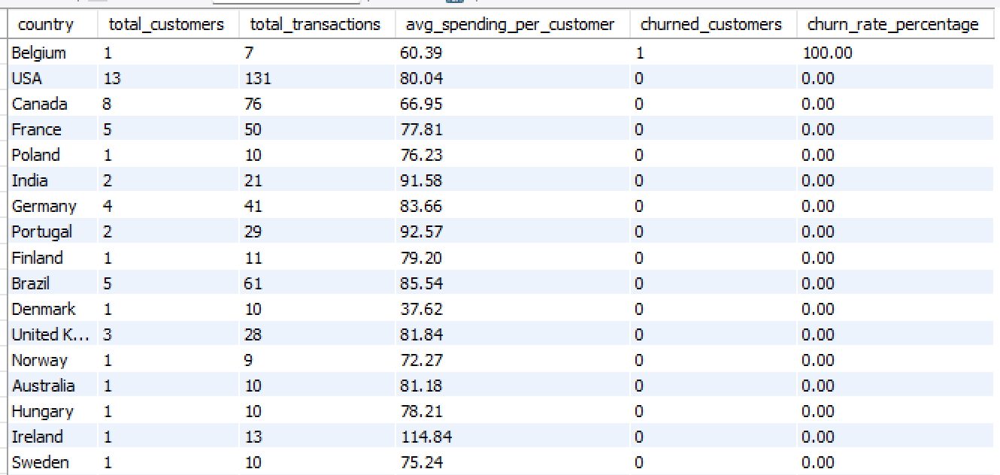 country total_customers total_transactions avg_spending_per_customer churned_customers churn_rate_percentage
Belgium 1 7 60.39 1 100.00
USA 13 131 80.04 0 0.00
Canada 8 76 66.95 0 0.00
France 5 50 77.81 0 0.00
Poland 1 10 76.23 0 0.00
India 2 21 91.58 0 0.00
Germany 4 41 83.66 0 0.00
Portugal 2 29 92.57 0 0.00
Finland 1 11 79.20 0 0.00
Brazil 5 61 85.54 0 0.00
Denmark 1 10 37.62 0 0.00
United K... 3 28 81.84 0 0.00
Norway 1 9 72.27 0 0.00
Australia 1 10 81.18 0 0.00
Hungary 1 10 78.21 0 0.00
Ireland 1 13 114.84 0 0.00
Sweden 1 10 75.24 0 0.00